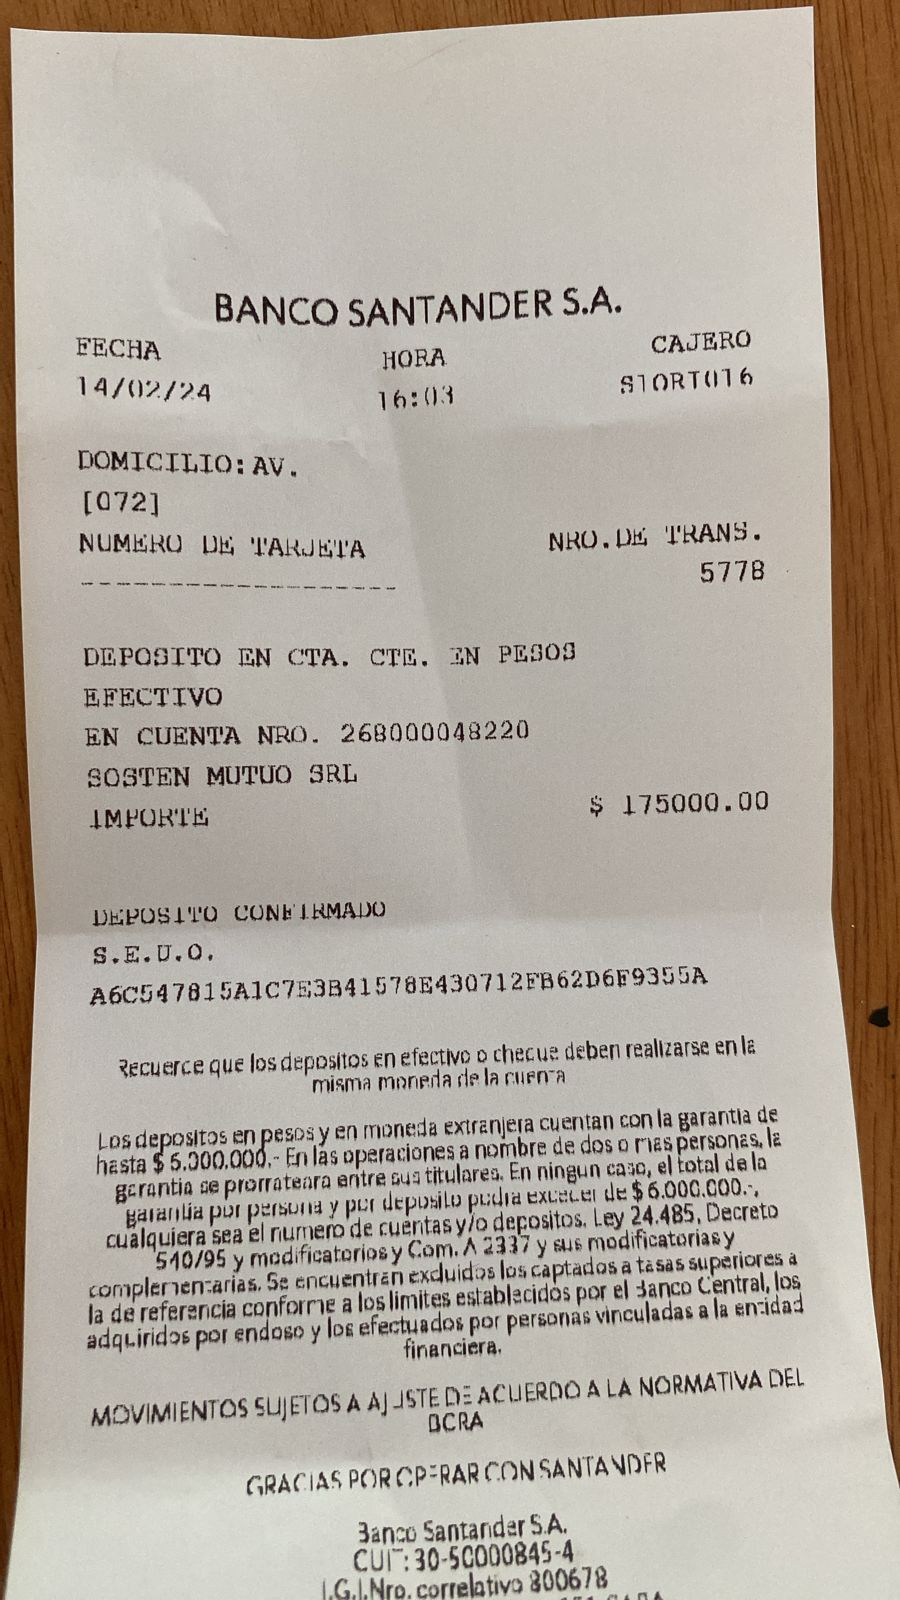 BANCO SANTANDER S.A.
FECHA HORA CAJERO
14/02/24 16:03 S1ORT016
DOMICILIO: AV.
[072]
NUMERO DE TARJETA NRO.DE TRANS.
------------------ 5778
DEPOSITO EN CTA. CTE. EN PESOS
EFECTIVO
EN CUENTA NRO. 268000048220
SOSTEN MUTUO SRL
IMPORTE $ 175000.00
DEPOSITO CONFIRMADO
S.E.U.O.
A6C547815A1C7E3B41578E430712FB62D6F9355A
Recuerce que los depositos en efectivo o checue deben realizarse en la
misma moneda de la cuenta
Los depositos en pesos y en moneda extranjera cuentan con la garantia de
hasta $ 6.000.000.- En las operaciones a nombre de dos o mas personas, la
garantia se prorrateara entre sus titulares. En ningun caso, el total de la
garantia por persona y por deposito podra exceder de $ 6.000.000.-,
cualquiera sea el numero de cuentas y/o depositos. Ley 24.485, Decreto
540/95 y modificatorios y Com. A 2337 y sus modificatorias y
complementarias. Se encuentran excluidos los captados a tasas superiores a
la de referencia conforme a los limites establecidos por el Banco Central, los
adquiridos por endoso y los efectuados por personas vinculadas a la entidad
financiera.
MOVIMIENTOS SUJETOS A AJUSTE DE ACUERDO A LA NORMATIVA DEL
BCRA
GRACIAS POR OPERAR CON SANTANDER
Banco Santander S.A.
CUIT: 30-50000845-4
I.G.J.Nro. correlativo 800678